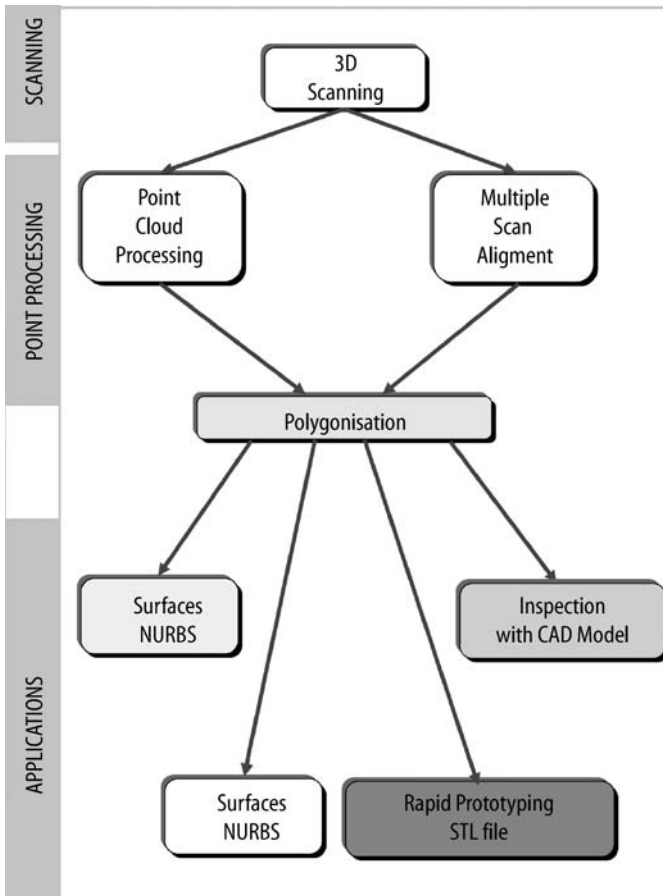 SCANNING
3D
Scanning
POINT PROCESSING
Point
Cloud
Processing
Multiple
Scan
Aligment
Polygonisation
APPLICATIONS
Surfaces
NURBS
Inspection
with CAD Model
Surfaces
NURBS
Rapid Prototyping
STL file